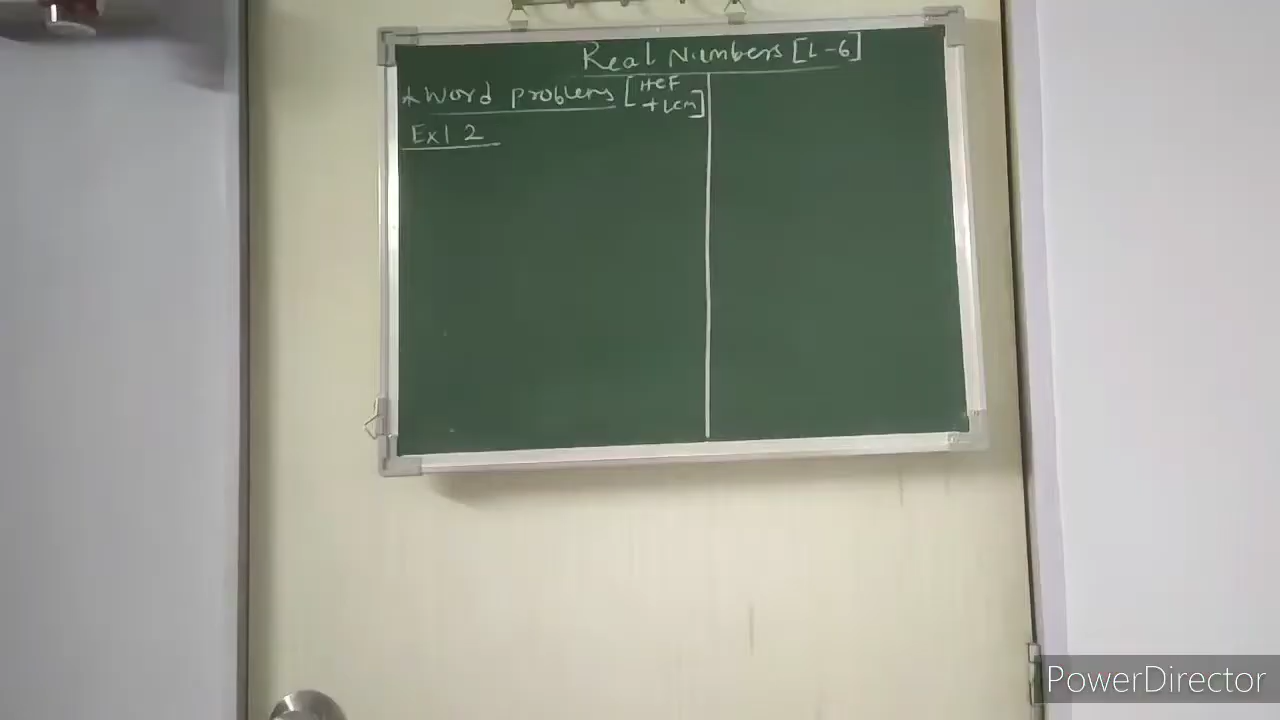 Real Numbers [L-6]
* Word problems [HCF + LCM]
Ex 1 2
PowerDirector